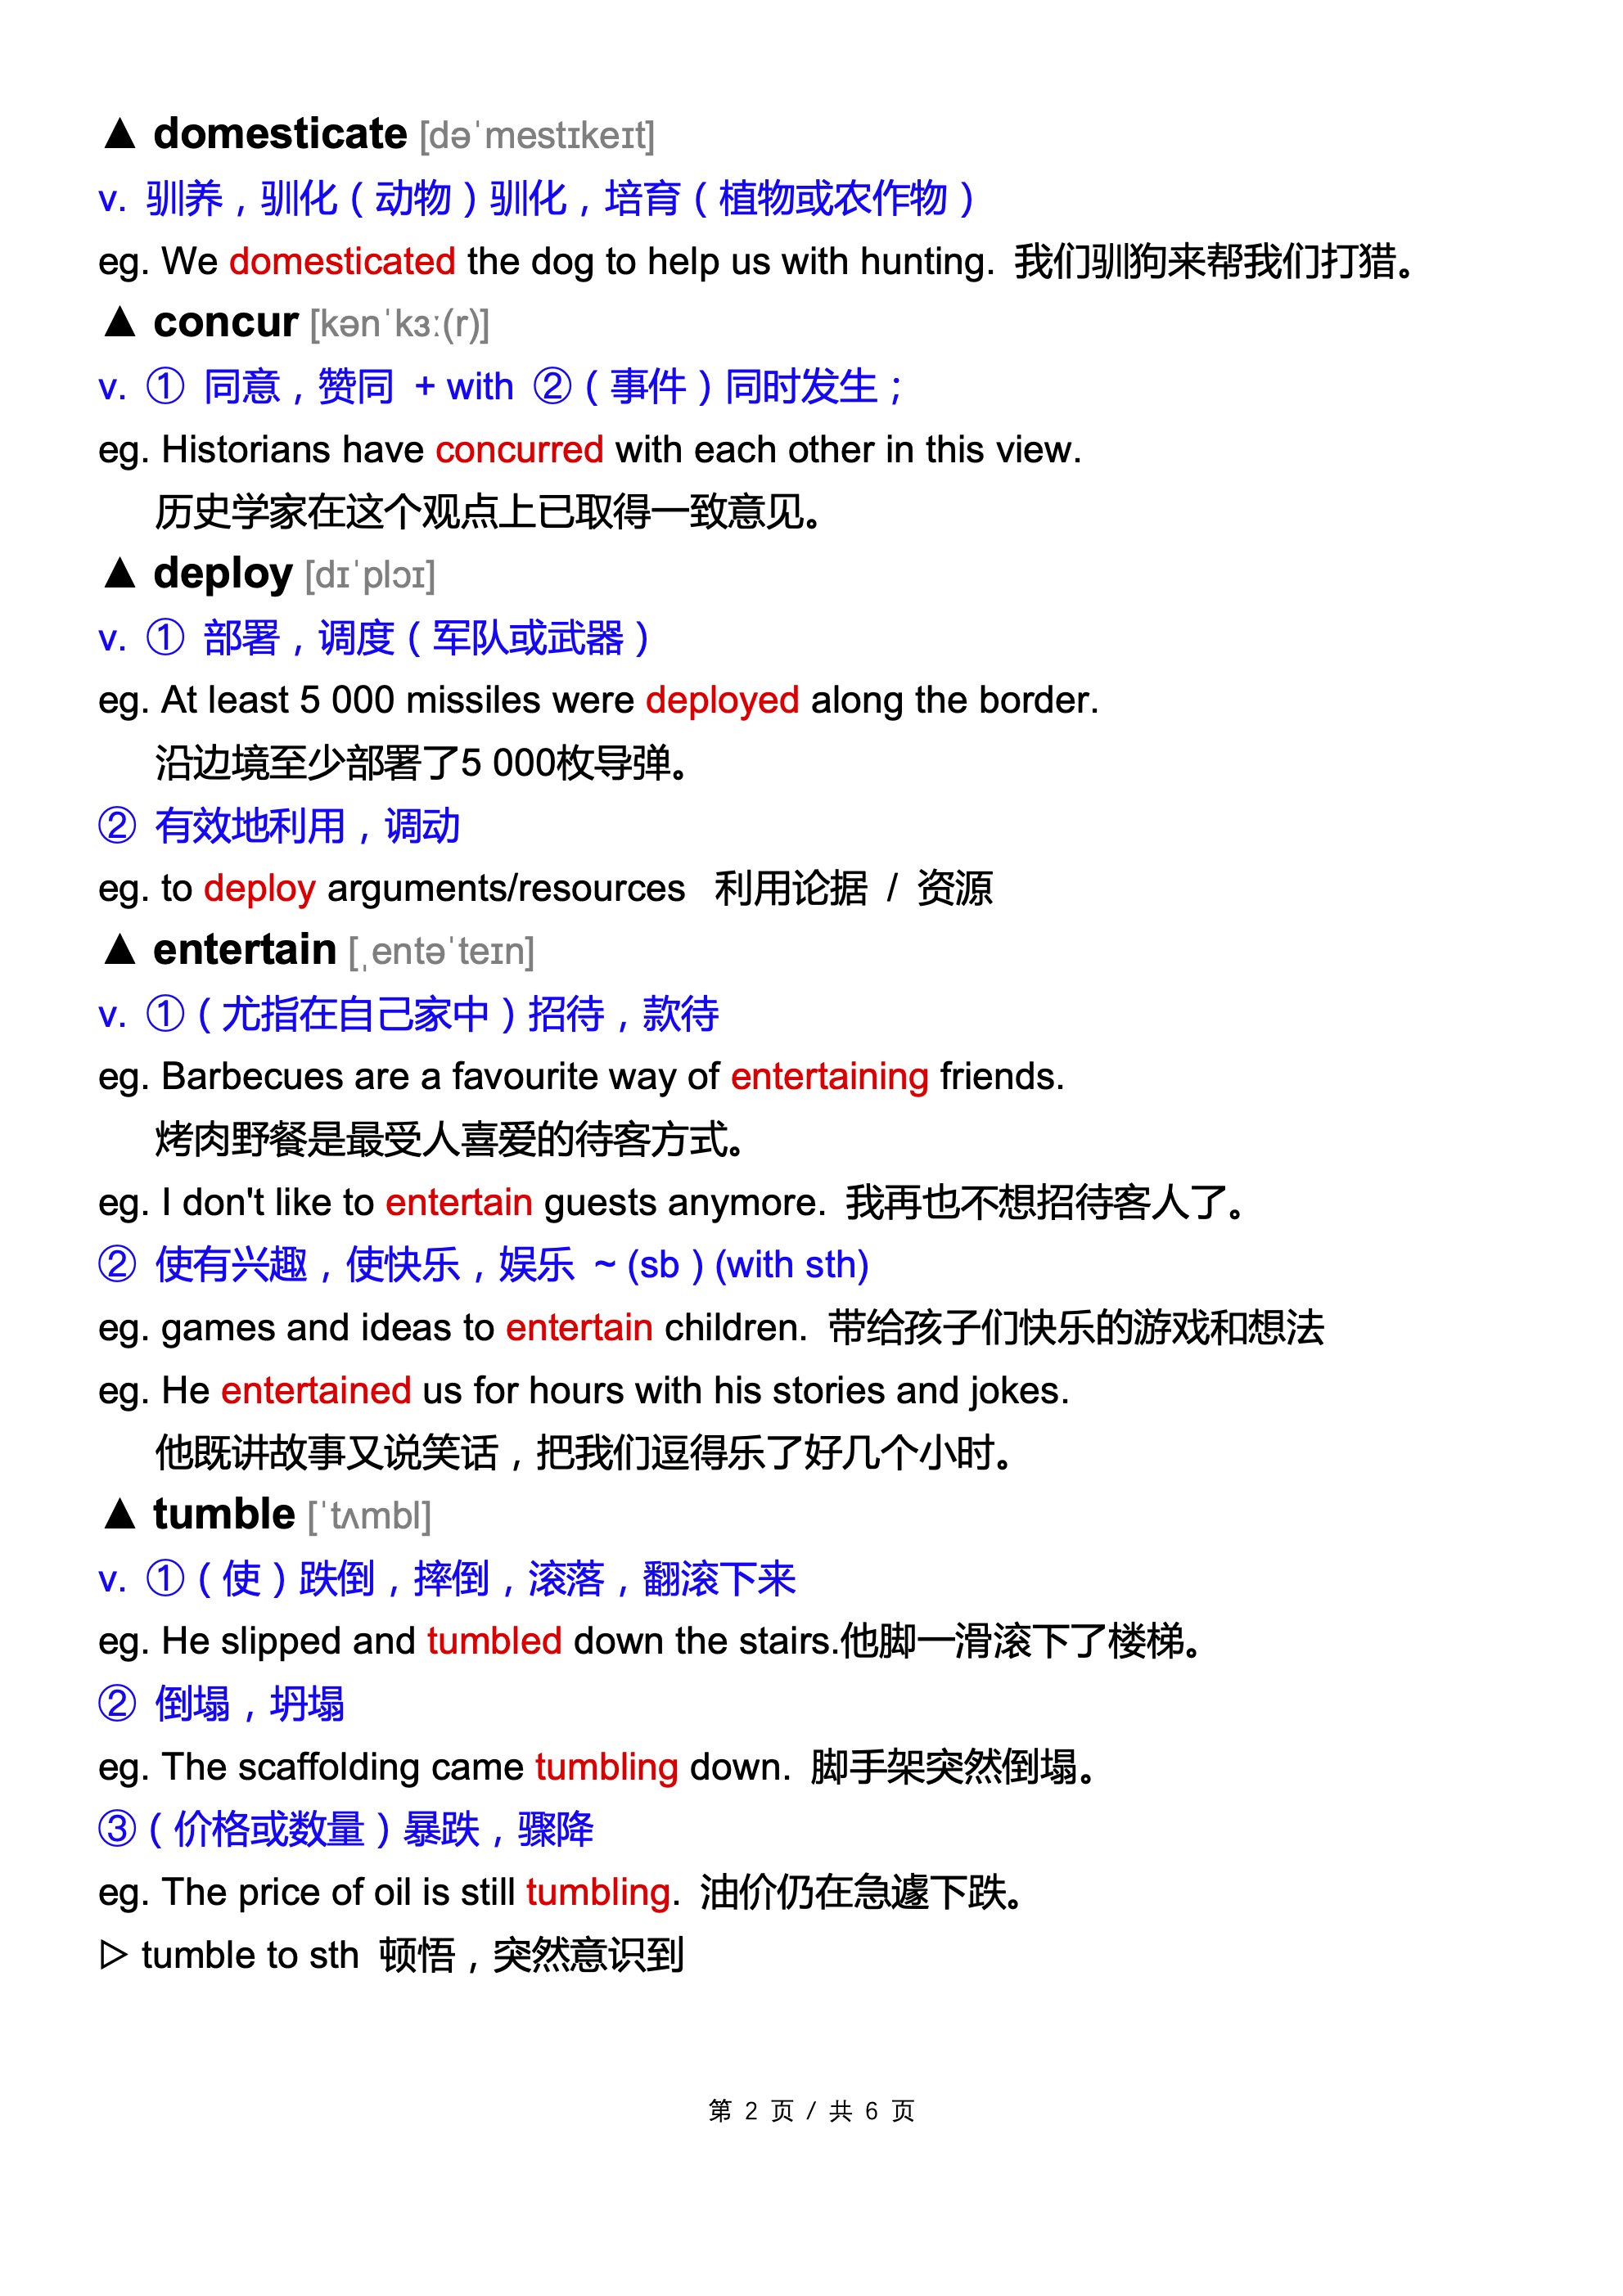 ▲ domesticate [dəˈmestɪkeɪt]
v. 驯养，驯化（动物）驯化，培育（植物或农作物）
eg. We domesticated the dog to help us with hunting. 我们驯狗来帮我们打猎。
▲ concur [kənˈkɜː(r)]
v. ① 同意，赞同 + with ②（事件）同时发生；
eg. Historians have concurred with each other in this view.
历史学家在这个观点上已取得一致意见。
▲ deploy [dɪˈplɔɪ]
v. ① 部署，调度（军队或武器）
eg. At least 5 000 missiles were deployed along the border.
沿边境至少部署了5 000枚导弹。
② 有效地利用，调动
eg. to deploy arguments/resources 利用论据 / 资源
▲ entertain [ˌentəˈteɪn]
v. ①（尤指在自己家中）招待，款待
eg. Barbecues are a favourite way of entertaining friends.
烤肉野餐是最受人喜爱的待客方式。
eg. I don't like to entertain guests anymore. 我再也不想招待客人了。
② 使有兴趣，使快乐，娱乐 ~ (sb ) (with sth)
eg. games and ideas to entertain children. 带给孩子们快乐的游戏和想法
eg. He entertained us for hours with his stories and jokes.
他既讲故事又说笑话，把我们逗得乐了好几个小时。
▲ tumble [ˈtʌmbl]
v. ①（使）跌倒，摔倒，滚落，翻滚下来
eg. He slipped and tumbled down the stairs.他脚一滑滚下了楼梯。
② 倒塌，坍塌
eg. The scaffolding came tumbling down. 脚手架突然倒塌。
③（价格或数量）暴跌，骤降
eg. The price of oil is still tumbling. 油价仍在急遽下跌。
▷ tumble to sth 顿悟，突然意识到
第 2 页 / 共 6 页